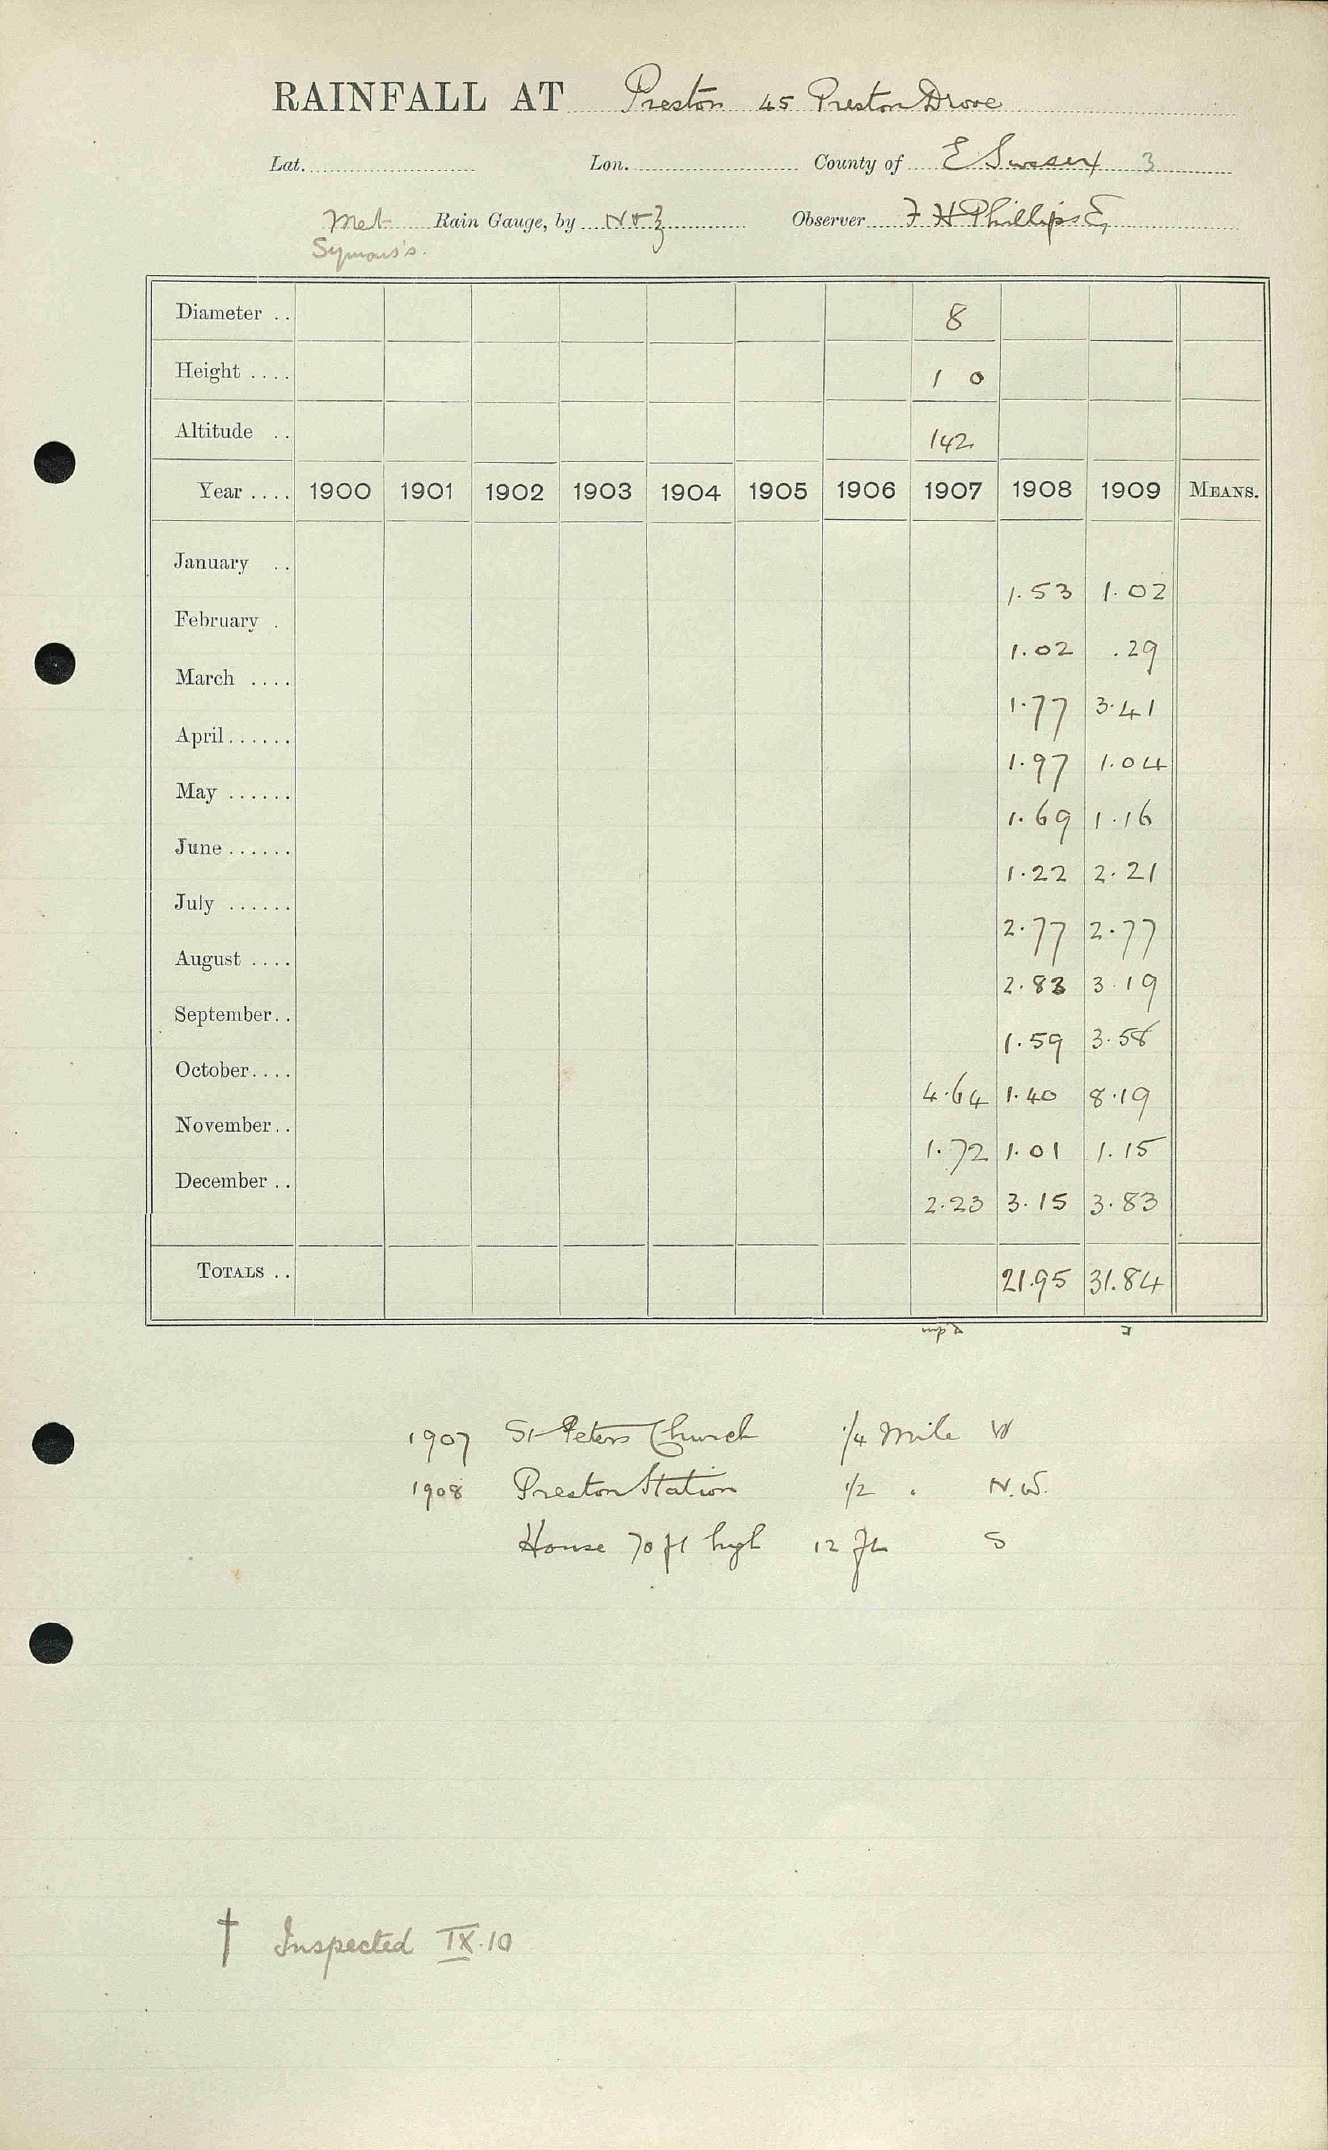 RAINFALL AT Preston 45 Preston Drove
Lat. Lon. County of E Sussex 3
Met Rain Gauge, by N & Z Observer F H Phillips Esq
Symons's.
Diameter .. 8
Height .... 1 0
Altitude .. 142
Year .... 1900 1901 1902 1903 1904 1905 1906 1907 1908 1909 MEANS.
January .. 1.53 1.02
February . 1.02 .29
March .... 1.77 3.41
April...... 1.97 1.04
May ...... 1.69 1.16
June...... 1.22 2.21
July ...... 2.77 2.77
August .... 2.83 3.19
September.. 1.59 3.58
October.... 4.64 1.40 8.19
November.. 1.72 1.01 1.15
December .. 2.23 3.15 3.83
TOTALS .. 21.95 31.84
1907 St Peters Church 1/4 Mile W
1908 Preston Station 1/2 " N.W.
House 70 ft high 12 ft S
† Inspected IX.10